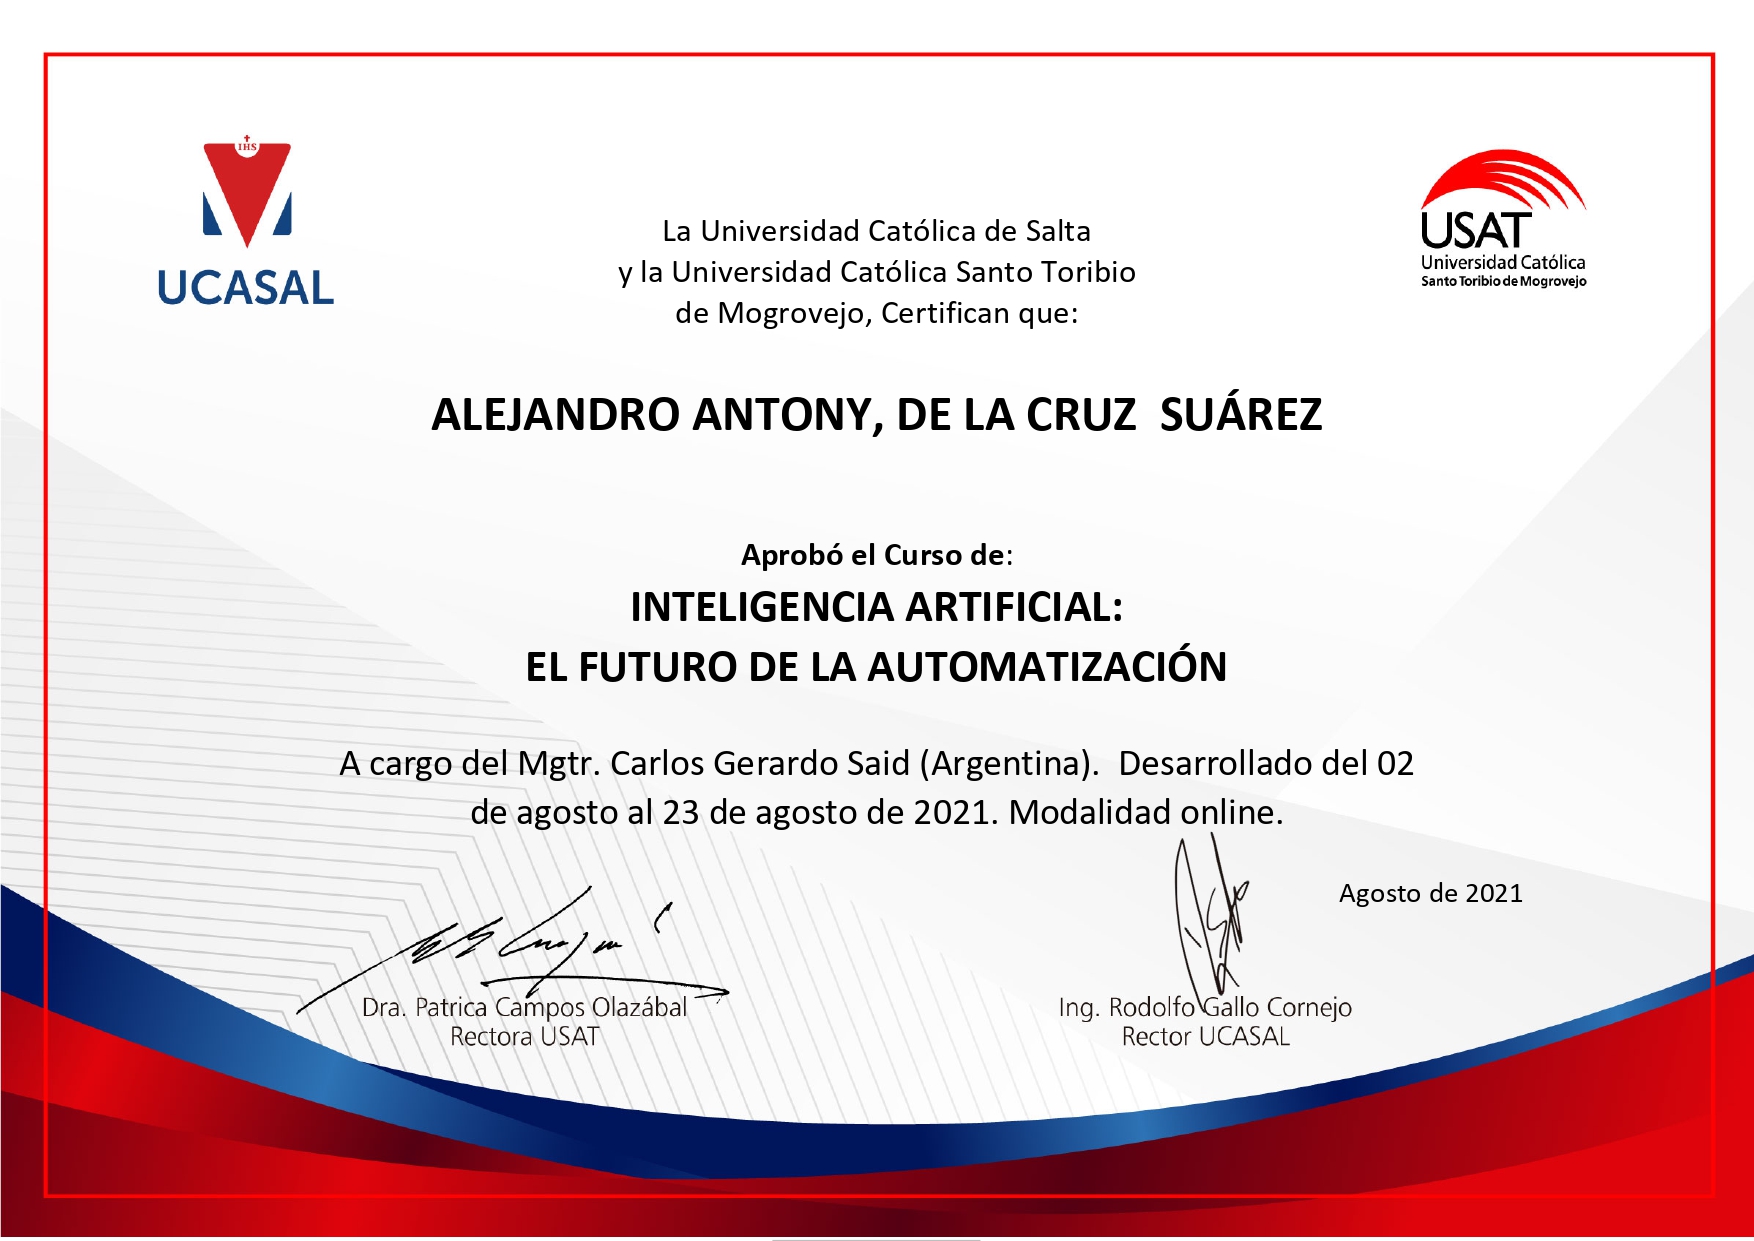 IHS
UCASAL
USAT
Universidad Católica
Santo Toribio de Mogrovejo
La Universidad Católica de Salta
y la Universidad Católica Santo Toribio
de Mogrovejo, Certifican que:
ALEJANDRO ANTONY, DE LA CRUZ  SUÁREZ
Aprobó el Curso de:
INTELIGENCIA ARTIFICIAL:
EL FUTURO DE LA AUTOMATIZACIÓN
A cargo del Mgtr. Carlos Gerardo Said (Argentina).  Desarrollado del 02
de agosto al 23 de agosto de 2021. Modalidad online.
Agosto de 2021
Dra. Patrica Campos Olazábal
Rectora USAT
Ing. Rodolfo Gallo Cornejo
Rector UCASAL